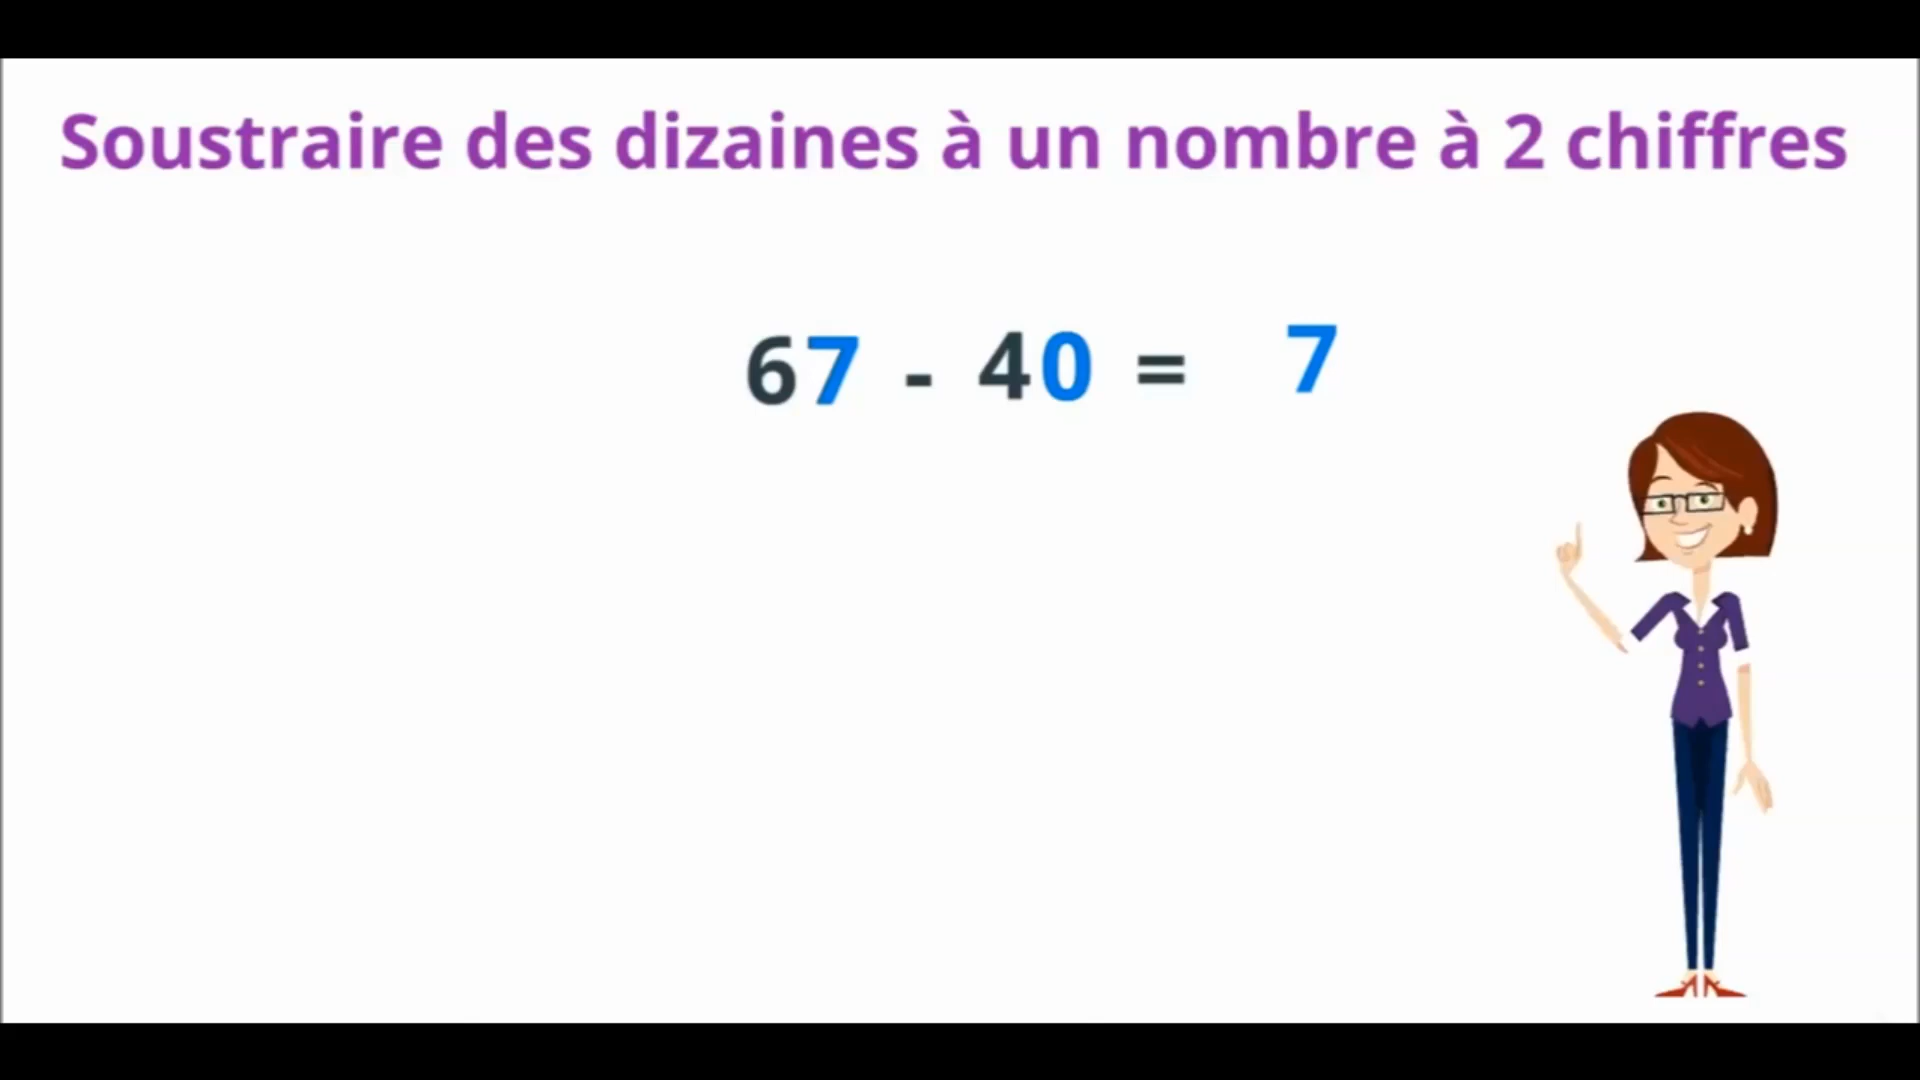 Soustraire des dizaines à un nombre à 2 chiffres
67 - 40 = 7